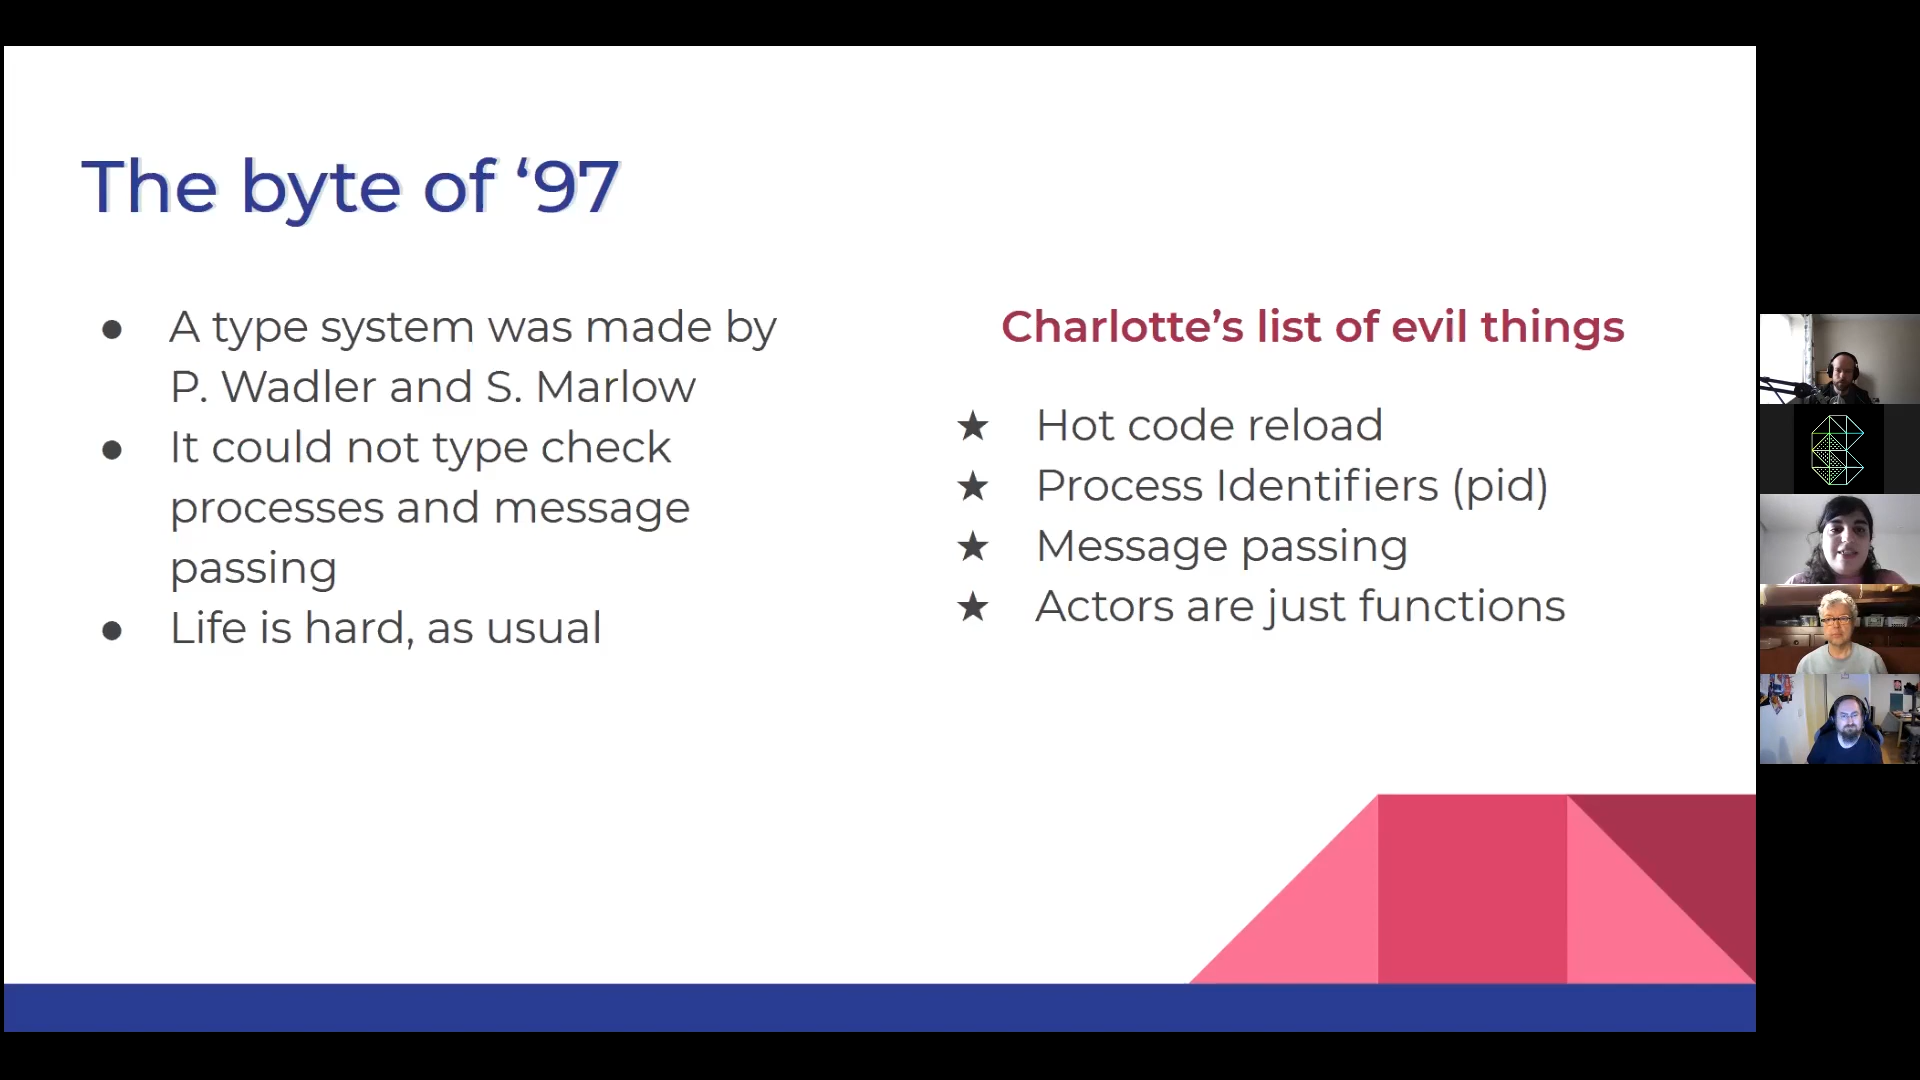 The byte of ‘97
A type system was made by
P. Wadler and S. Marlow
It could not type check
processes and message
passing
Life is hard, as usual
Charlotte’s list of evil things
Hot code reload
Process Identifiers (pid)
Message passing
Actors are just functions